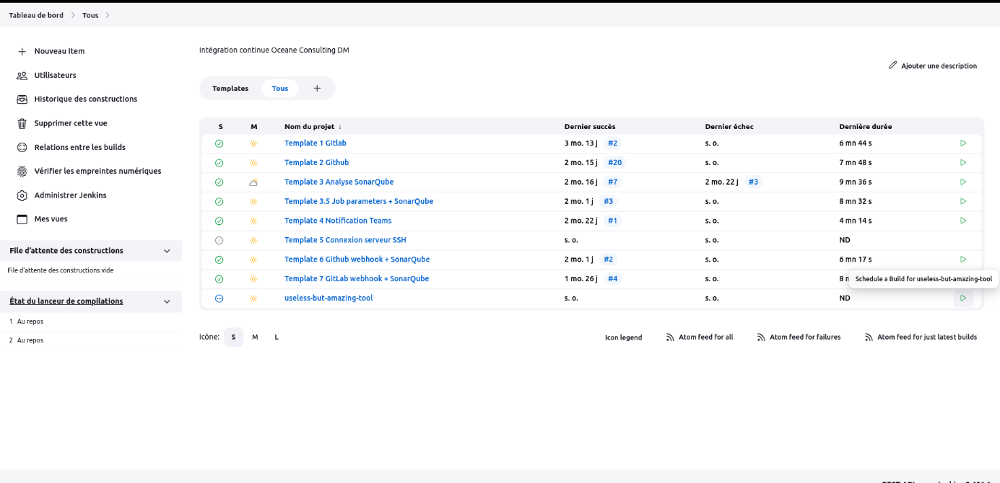 Tableau de bord Tous
Intégration continue Oceane Consulting DM
Nouveau Item
Utilisateurs
Historique des constructions
Supprimer cette vue
Relations entre les builds
Vérifier les empreintes numériques
Administrer Jenkins
Mes vues
File d'attente des constructions
File d'attente des constructions vide
État du lanceur de compilations
1 Au repos
2 Au repos
Ajouter une description
Templates Tous +
S M Nom du projet ↓ Dernier succès Dernier échec Dernière durée
Template 1 Gitlab 3 mo. 13 j #2 s. o. 6 mn 44 s
Template 2 Github 2 mo. 15 j #20 s. o. 7 mn 48 s
Template 3 Analyse SonarQube 2 mo. 16 j #7 2 mo. 22 j #3 9 mn 36 s
Template 3.5 Job parameters + SonarQube 2 mo. 1 j #3 s. o. 8 mn 32 s
Template 4 Notification Teams 2 mo. 22 j #1 s. o. 4 mn 14 s
Template 5 Connexion serveur SSH s. o. s. o. ND
Template 6 Github webhook + SonarQube 2 mo. 1 j #2 s. o. 6 mn 17 s
Template 7 GitLab webhook + SonarQube 1 mo. 26 j #4 s. o. 8
Schedule a Build for useless-but-amazing-tool
useless-but-amazing-tool s. o. s. o. ND
Icône: S M L
Icon legend Atom feed for all Atom feed for failures Atom feed for just latest builds